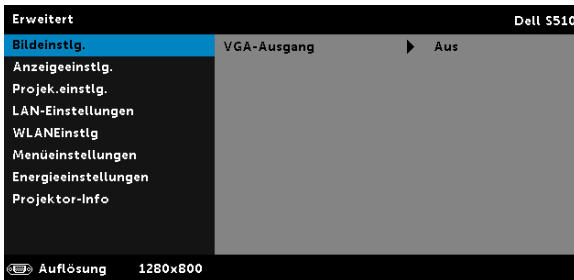 Erweitert Dell S510
Bildeinstlg. VGA-Ausgang Aus
Anzeigeeinstlg.
Projek.einstlg.
LAN-Einstellungen
WLANEinstlg
Menüeinstellungen
Energieeinstellungen
Projektor-Info
Auflösung 1280x800